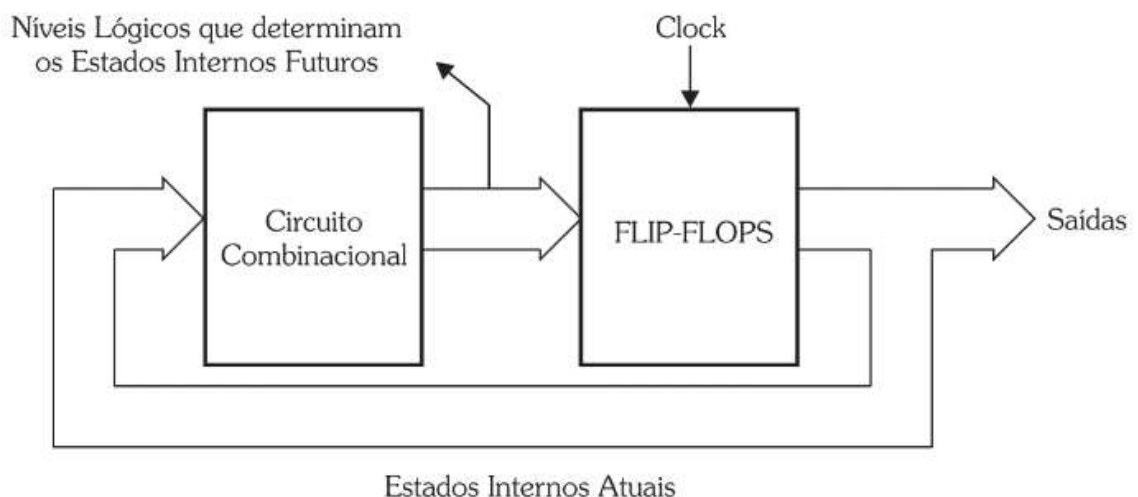 Níveis Lógicos que determinam
os Estados Internos Futuros
Clock
Circuito
Combinacional
FLIP-FLOPS
Saídas
Estados Internos Atuais